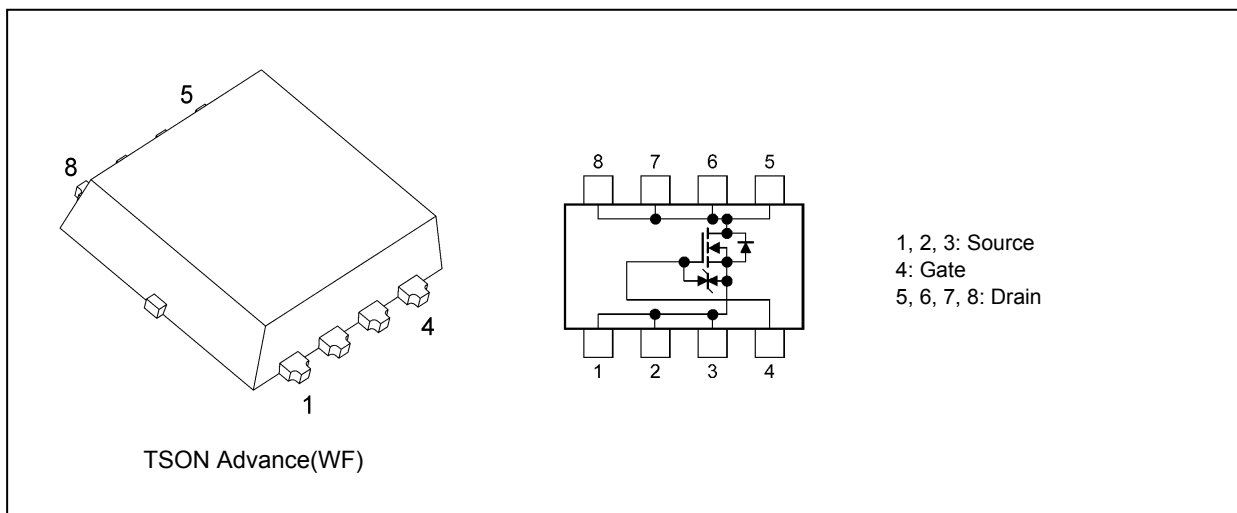 5
8
4
1
TSON Advance(WF)
8 7 6 5
1 2 3 4
1, 2, 3: Source
4: Gate
5, 6, 7, 8: Drain